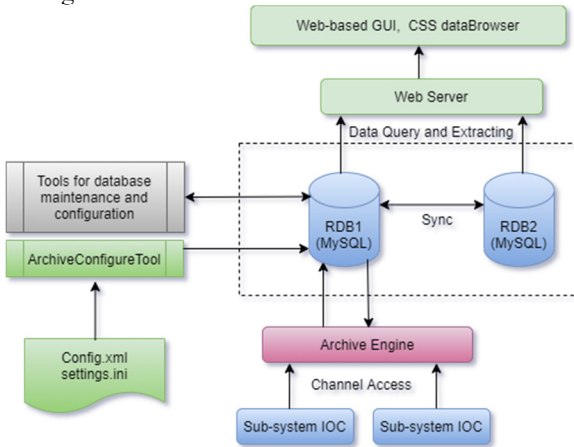 Web-based GUI, CSS dataBrowser
Web Server
Data Query and Extracting
Tools for database
maintenance and
configuration
RDB1
(MySQL)
Sync
RDB2
(MySQL)
ArchiveConfigureTool
Config.xml
settings.ini
Archive Engine
Channel Access
Sub-system IOC
Sub-system IOC